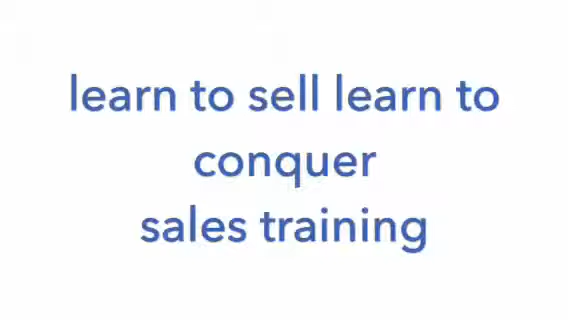 learn to sell learn to
conquer
sales training